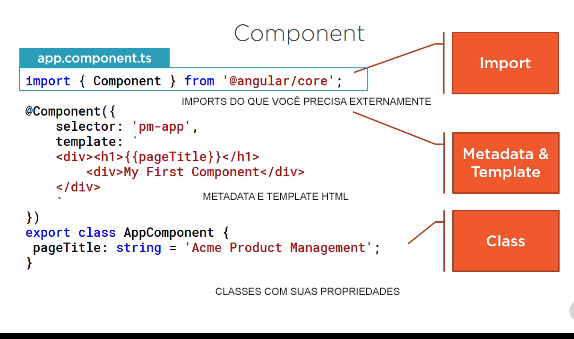 Component
app.component.ts
import { Component } from '@angular/core';
Import
IMPORTS DO QUE VOCÊ PRECISA EXTERNAMENTE
@Component({
selector: 'pm-app',
template: `
<div><h1>{{pageTitle}}</h1>
<div>My First Component</div>
</div>
`
Metadata &
Template
METADATA E TEMPLATE HTML
})
export class AppComponent {
pageTitle: string = 'Acme Product Management';
}
Class
CLASSES COM SUAS PROPRIEDADES